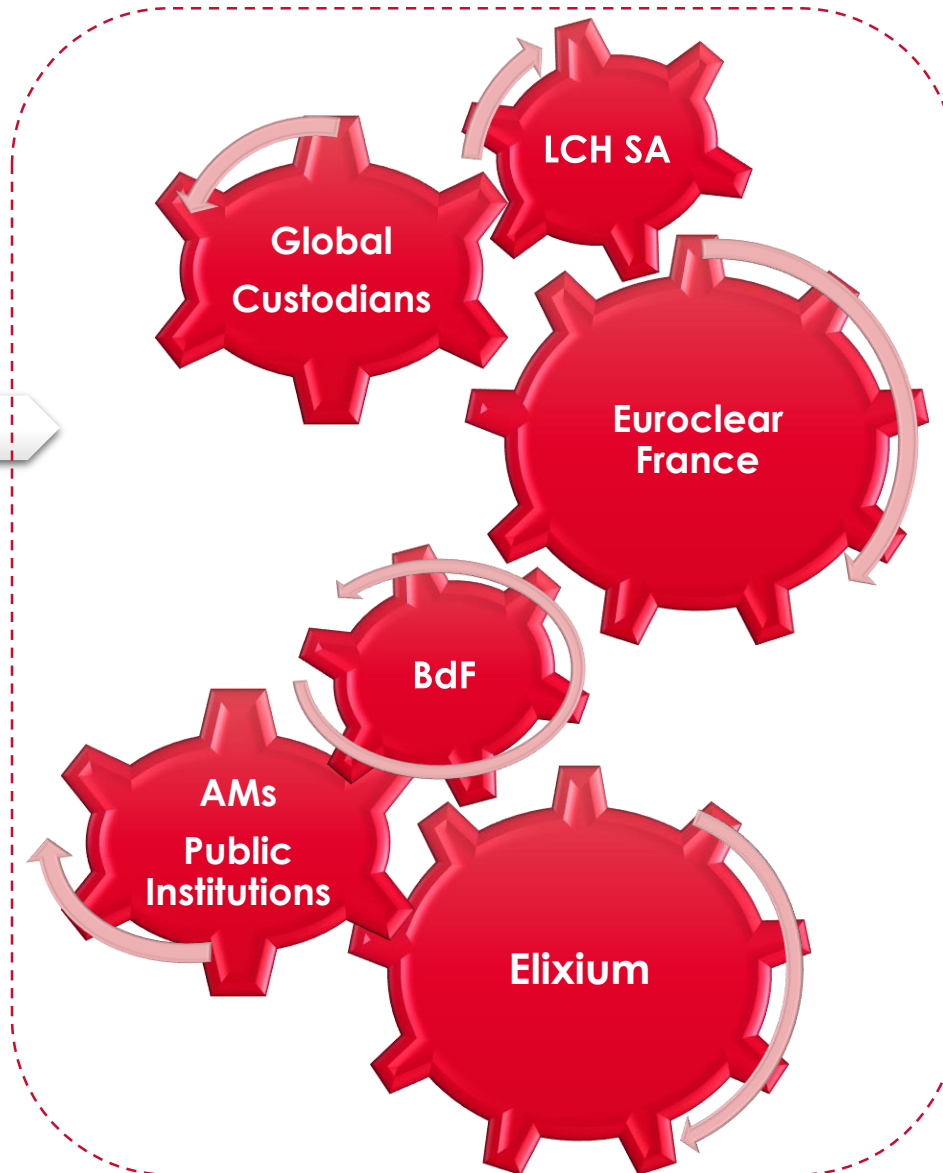 LCH SA
Global
Custodians
Euroclear
France
BdF
AMs
Public
Institutions
Elixium